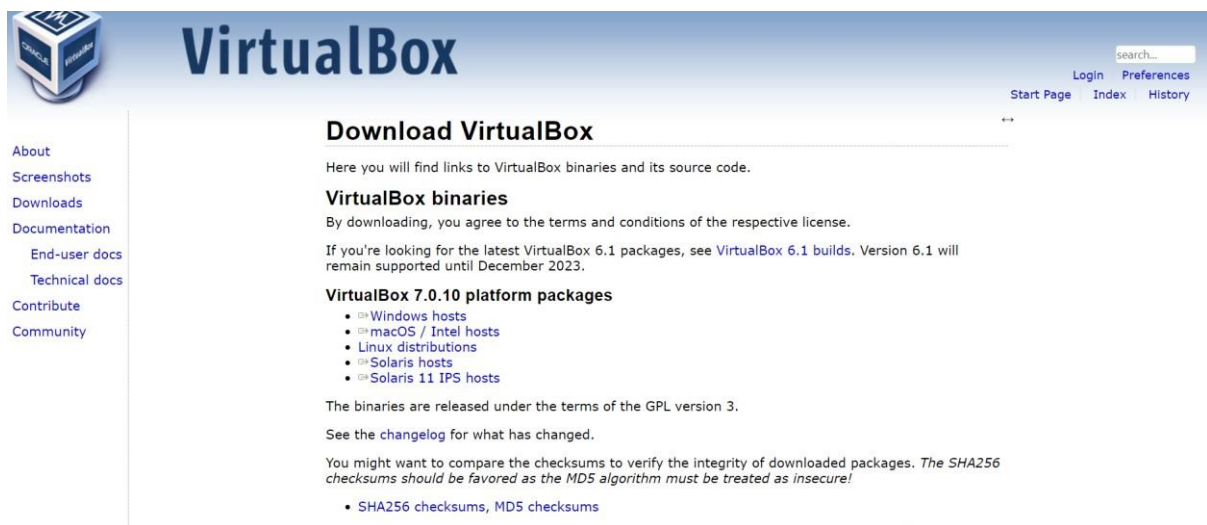 ORACLE
VirtualBox
VirtualBox
search...
Login Preferences
Start Page Index History
About
Screenshots
Downloads
Documentation
End-user docs
Technical docs
Contribute
Community
Download VirtualBox
Here you will find links to VirtualBox binaries and its source code.
VirtualBox binaries
By downloading, you agree to the terms and conditions of the respective license.
If you're looking for the latest VirtualBox 6.1 packages, see VirtualBox 6.1 builds. Version 6.1 will
remain supported until December 2023.
VirtualBox 7.0.10 platform packages
• Windows hosts
• macOS / Intel hosts
• Linux distributions
• Solaris hosts
• Solaris 11 IPS hosts
The binaries are released under the terms of the GPL version 3.
See the changelog for what has changed.
You might want to compare the checksums to verify the integrity of downloaded packages. The SHA256
checksums should be favored as the MD5 algorithm must be treated as insecure!
• SHA256 checksums, MD5 checksums